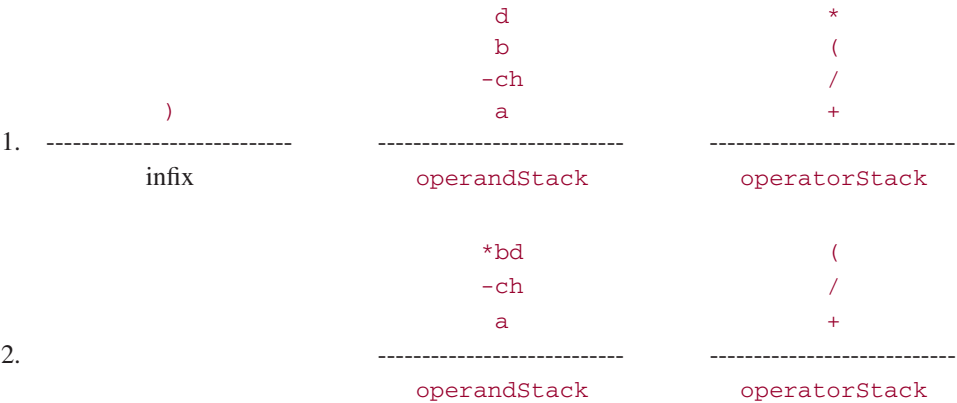 d *
b (
-ch /
) a +
1. ---------------------------- ---------------------------- ----------------------------
infix operandStack operatorStack
*bd (
-ch /
a +
2. ---------------------------- ----------------------------
operandStack operatorStack